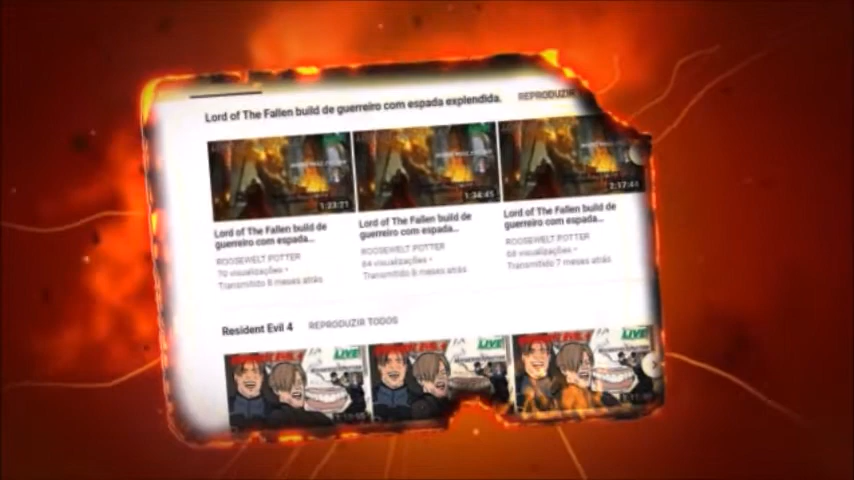 Lord of The Fallen build de guerreiro com espada explendida. REPRODUZIR
1:23:21 1:34:45 2:17:44
Lord of The Fallen build de Lord of The Fallen build de Lord of The Fallen build de
guerreiro com espada... guerreiro com espada... guerreiro com espada...
ROOSEWELT POTTER ROOSEWELT POTTER ROOSEWELT POTTER
70 visualizações • 64 visualizações • 68 visualizações •
Transmitido 8 meses atrás Transmitido 8 meses atrás Transmitido 7 meses atrás
Resident Evil 4 REPRODUZIR TODOS
LIVE LIVE LIVE